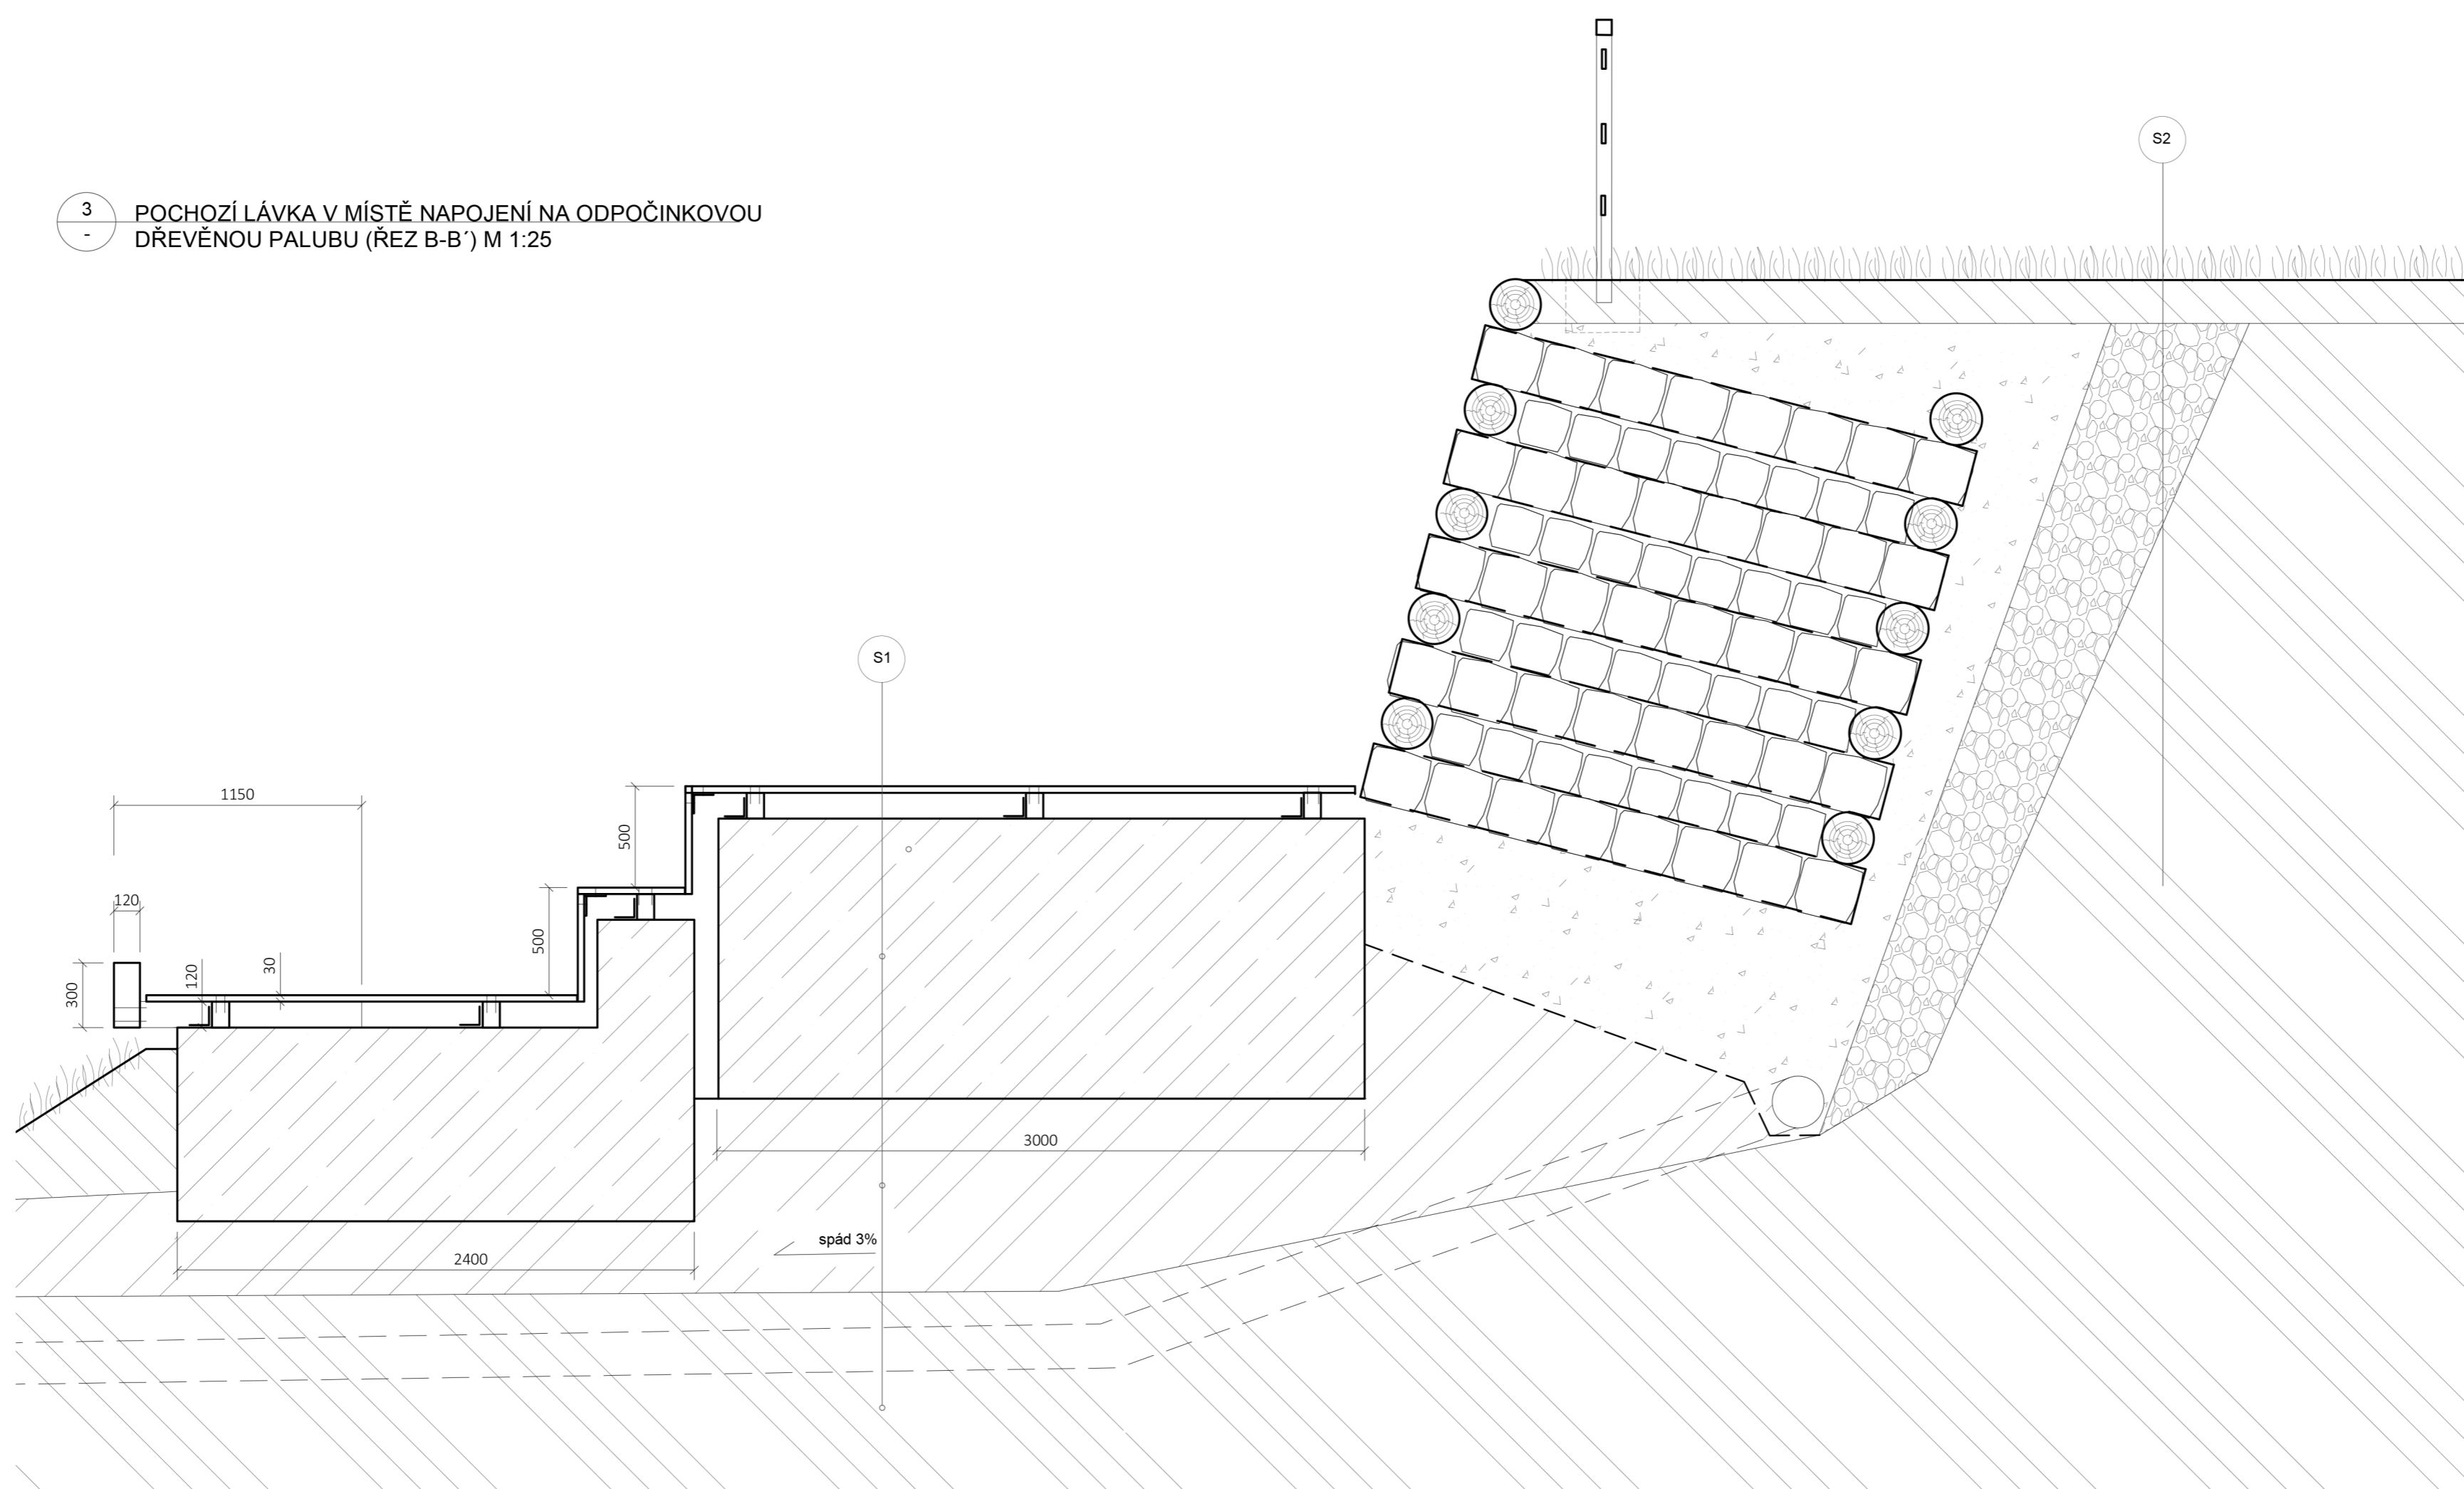 S2
3
-
POCHOZÍ LÁVKA V MÍSTĚ NAPOJENÍ NA ODPOČINKOVOU
DŘEVĚNOU PALUBU (ŘEZ B-B´) M 1:25
S1
1150
500
120
500
30
120
300
3000
spád 3%
2400